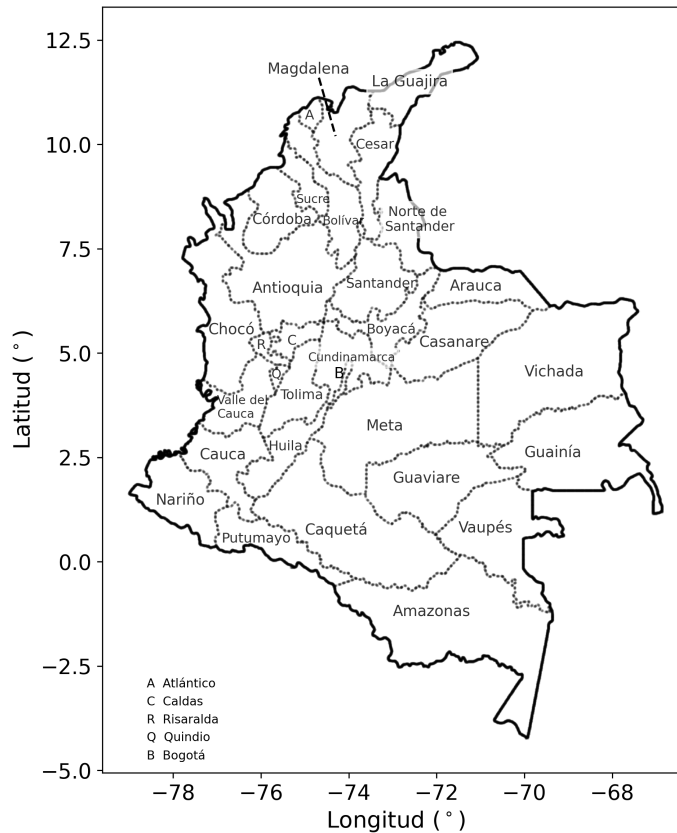 12.5
Magdalena
La Guajira
A
10.0
Cesar
Sucre
Norte de
Santander
Córdoba
Bolívar
7.5
Santander
Arauca
Antioquia
Chocó
Boyacá
C
R
Casanare
5.0
Cundinamarca
Q
B
Vichada
Tolima
Valle del
Cauca
Meta
Huila
Cauca
Guainía
2.5
Guaviare
Nariño
Vaupés
Caquetá
Putumayo
0.0
Amazonas
−2.5
A Atlántico
C Caldas
R Risaralda
Q Quindio
B Bogotá
−5.0
−78 −76 −74 −72 −70 −68
Longitud (°)
Latitud (°)